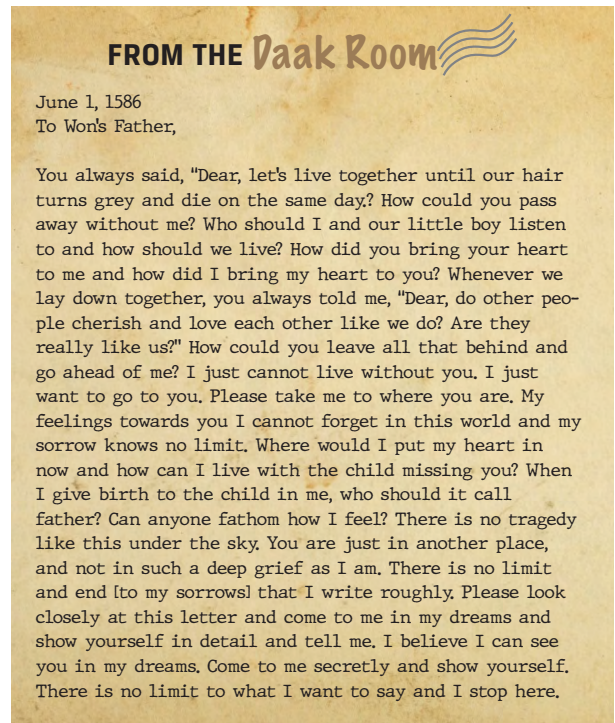 FROM THE Daak Room
June 1, 1586
To Won's Father,
You always said, "Dear, let's live together until our hair
turns grey and die on the same day.? How could you pass
away without me? Who should I and our little boy listen
to and how should we live? How did you bring your heart
to me and how did I bring my heart to you? Whenever we
lay down together, you always told me, "Dear, do other peo-
ple cherish and love each other like we do? Are they
really like us?" How could you leave all that behind and
go ahead of me? I just cannot live without you. I just
want to go to you. Please take me to where you are. My
feelings towards you I cannot forget in this world and my
sorrow knows no limit. Where would I put my heart in
now and how can I live with the child missing you? When
I give birth to the child in me, who should it call
father? Can anyone fathom how I feel? There is no tragedy
like this under the sky. You are just in another place,
and not in such a deep grief as I am. There is no limit
and end [to my sorrows] that I write roughly. Please look
closely at this letter and come to me in my dreams and
show yourself in detail and tell me. I believe I can see
you in my dreams. Come to me secretly and show yourself.
There is no limit to what I want to say and I stop here.